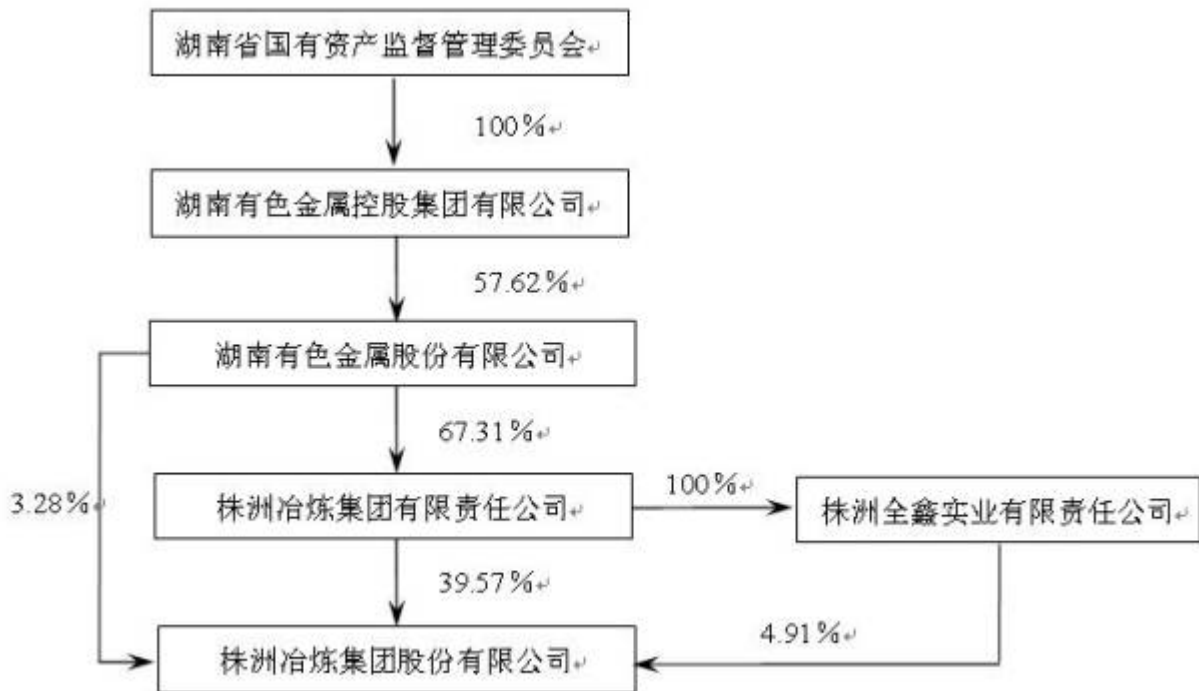 湖南省国有资产监督管理委员会
100%
湖南有色金属控股集团有限公司
57.62%
湖南有色金属股份有限公司
67.31%
3.28%
株洲冶炼集团有限责任公司
100%
株洲全鑫实业有限责任公司
39.57%
4.91%
株洲冶炼集团股份有限公司